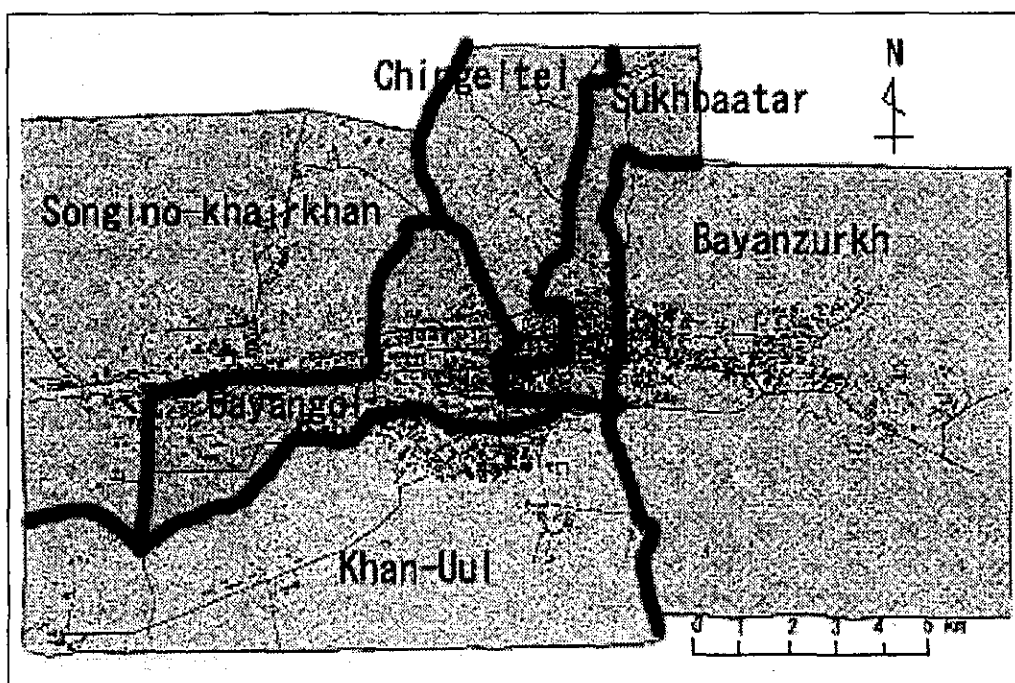 Chingeltei
N
Sukhbaatar
Songino-khairkhan
Bayanzurkh
Bayangol
Khan-Uul
0 1 2 3 4 5 km